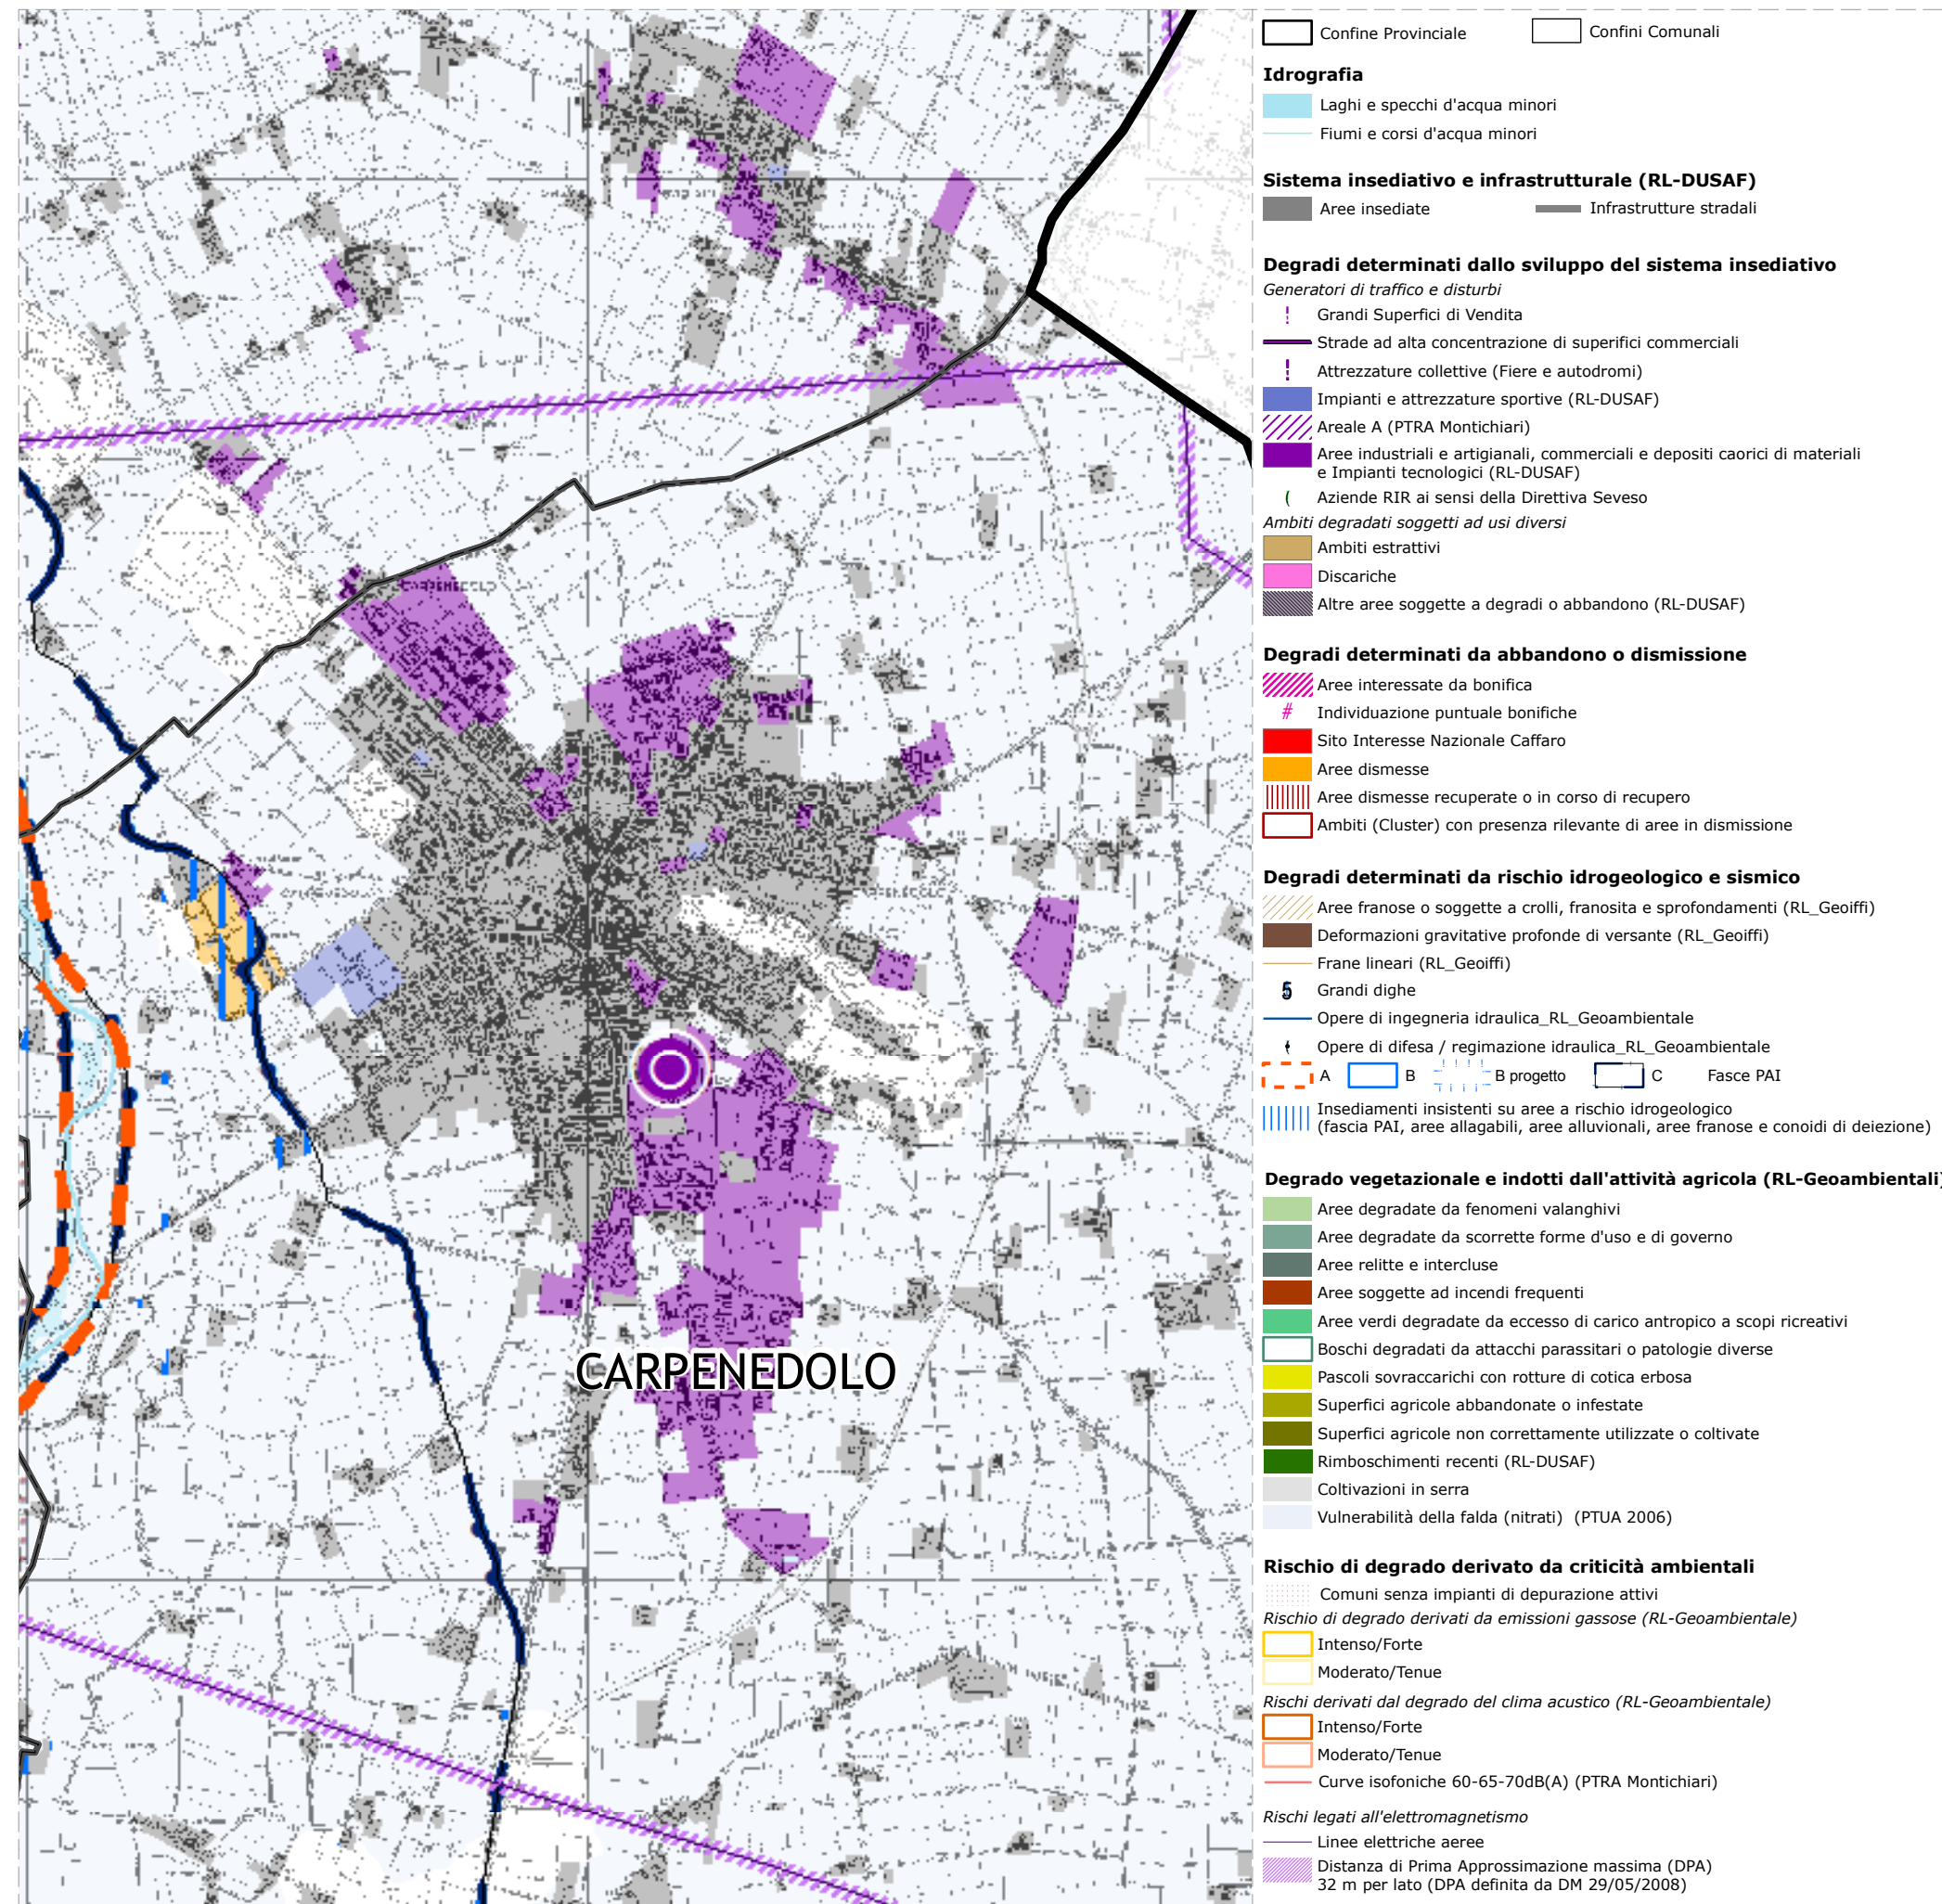 CARPENEDOLO
Confine Provinciale
Confini Comunali
Idrografia
Laghi e specchi d'acqua minori
Fiumi e corsi d'acqua minori
Sistema insediativo e infrastrutturale (RL-DUSAF)
Aree insediate
Infrastrutture stradali
Degradi determinati dallo sviluppo del sistema insediativo
Generatori di traffico e disturbi
! Grandi Superfici di Vendita
Strade ad alta concentrazione di superifici commerciali
! Attrezzature collettive (Fiere e autodromi)
Impianti e attrezzature sportive (RL-DUSAF)
Areale A (PTRA Montichiari)
Aree industriali e artigianali, commerciali e depositi caorici di materiali
e Impianti tecnologici (RL-DUSAF)
( Aziende RIR ai sensi della Direttiva Seveso
Ambiti degradati soggetti ad usi diversi
Ambiti estrattivi
Discariche
Altre aree soggette a degradi o abbandono (RL-DUSAF)
Degradi determinati da abbandono o dismissione
Aree interessate da bonifica
# Individuazione puntuale bonifiche
Sito Interesse Nazionale Caffaro
Aree dismesse
Aree dismesse recuperate o in corso di recupero
Ambiti (Cluster) con presenza rilevante di aree in dismissione
Degradi determinati da rischio idrogeologico e sismico
Aree franose o soggette a crolli, franosita e sprofondamenti (RL_Geoiffi)
Deformazioni gravitative profonde di versante (RL_Geoiffi)
Frane lineari (RL_Geoiffi)
5 Grandi dighe
Opere di ingegneria idraulica_RL_Geoambientale
Opere di difesa / regimazione idraulica_RL_Geoambientale
A B B progetto C Fasce PAI
Insediamenti insistenti su aree a rischio idrogeologico
(fascia PAI, aree allagabili, aree alluvionali, aree franose e conoidi di deiezione)
Degrado vegetazionale e indotti dall'attività agricola (RL-Geoambientali)
Aree degradate da fenomeni valanghivi
Aree degradate da scorrette forme d'uso e di governo
Aree relitte e intercluse
Aree soggette ad incendi frequenti
Aree verdi degradate da eccesso di carico antropico a scopi ricreativi
Boschi degradati da attacchi parassitari o patologie diverse
Pascoli sovraccarichi con rotture di cotica erbosa
Superfici agricole abbandonate o infestate
Superfici agricole non correttamente utilizzate o coltivate
Rimboschimenti recenti (RL-DUSAF)
Coltivazioni in serra
Vulnerabilità della falda (nitrati) (PTUA 2006)
Rischio di degrado derivato da criticità ambientali
Comuni senza impianti di depurazione attivi
Rischio di degrado derivati da emissioni gassose (RL-Geoambientale)
Intenso/Forte
Moderato/Tenue
Rischi derivati dal degrado del clima acustico (RL-Geoambientale)
Intenso/Forte
Moderato/Tenue
Curve isofoniche 60-65-70dB(A) (PTRA Montichiari)
Rischi legati all'elettromagnetismo
Linee elettriche aeree
Distanza di Prima Approssimazione massima (DPA)
32 m per lato (DPA definita da DM 29/05/2008)